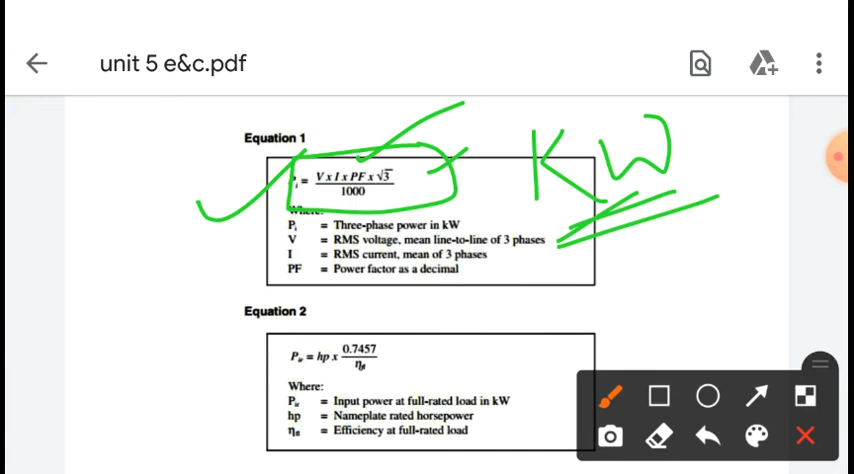 unit 5 e&c.pdf
Equation 1
KW
Pᵢ = V x I x PF x √3 / 1000
Where:
Pᵢ = Three-phase power in kW
V = RMS voltage, mean line-to-line of 3 phases
I = RMS current, mean of 3 phases
PF = Power factor as a decimal
Equation 2
Pᵢᵣ = hp x 0.7457 / ηfl
Where:
Pᵢᵣ = Input power at full-rated load in kW
hp = Nameplate rated horsepower
ηfl = Efficiency at full-rated load